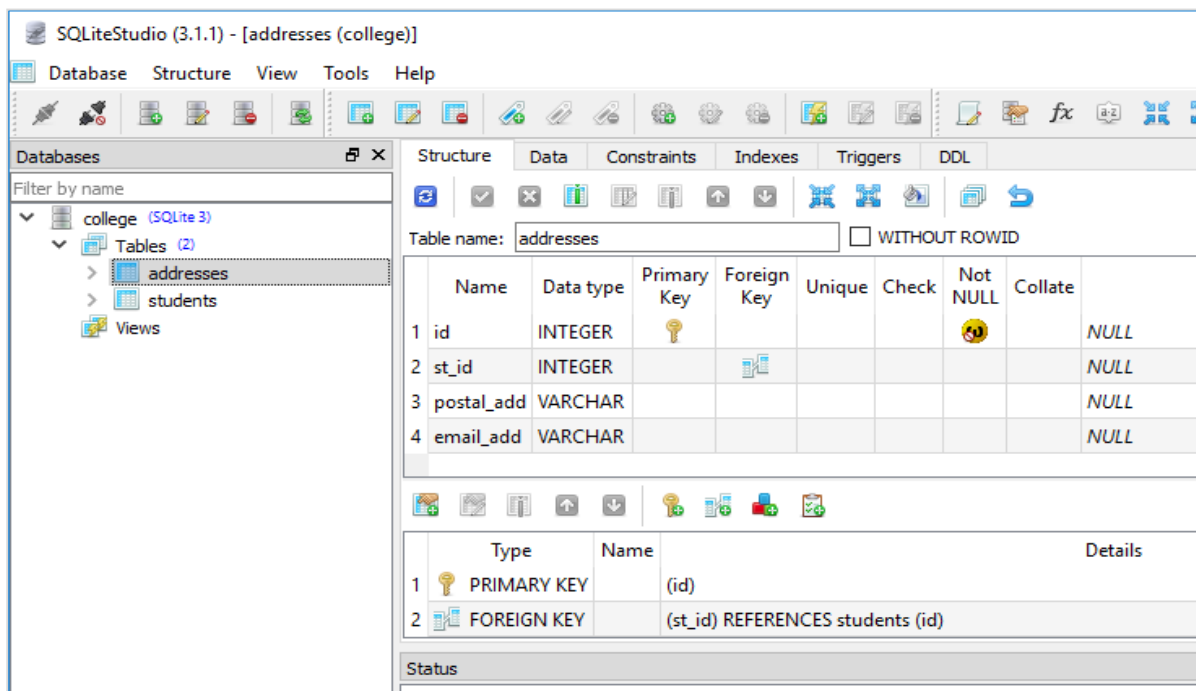 SQLiteStudio (3.1.1) - [addresses (college)]
Database Structure View Tools Help
Databases
Filter by name
college (SQLite 3)
Tables (2)
addresses
students
Views
Structure Data Constraints Indexes Triggers DDL
Table name: addresses WITHOUT ROWID
Name Data type Primary Key Foreign Key Unique Check Not NULL Collate
1 id INTEGER NULL
2 st_id INTEGER NULL
3 postal_add VARCHAR NULL
4 email_add VARCHAR NULL
Type Name Details
1 PRIMARY KEY (id)
2 FOREIGN KEY (st_id) REFERENCES students (id)
Status